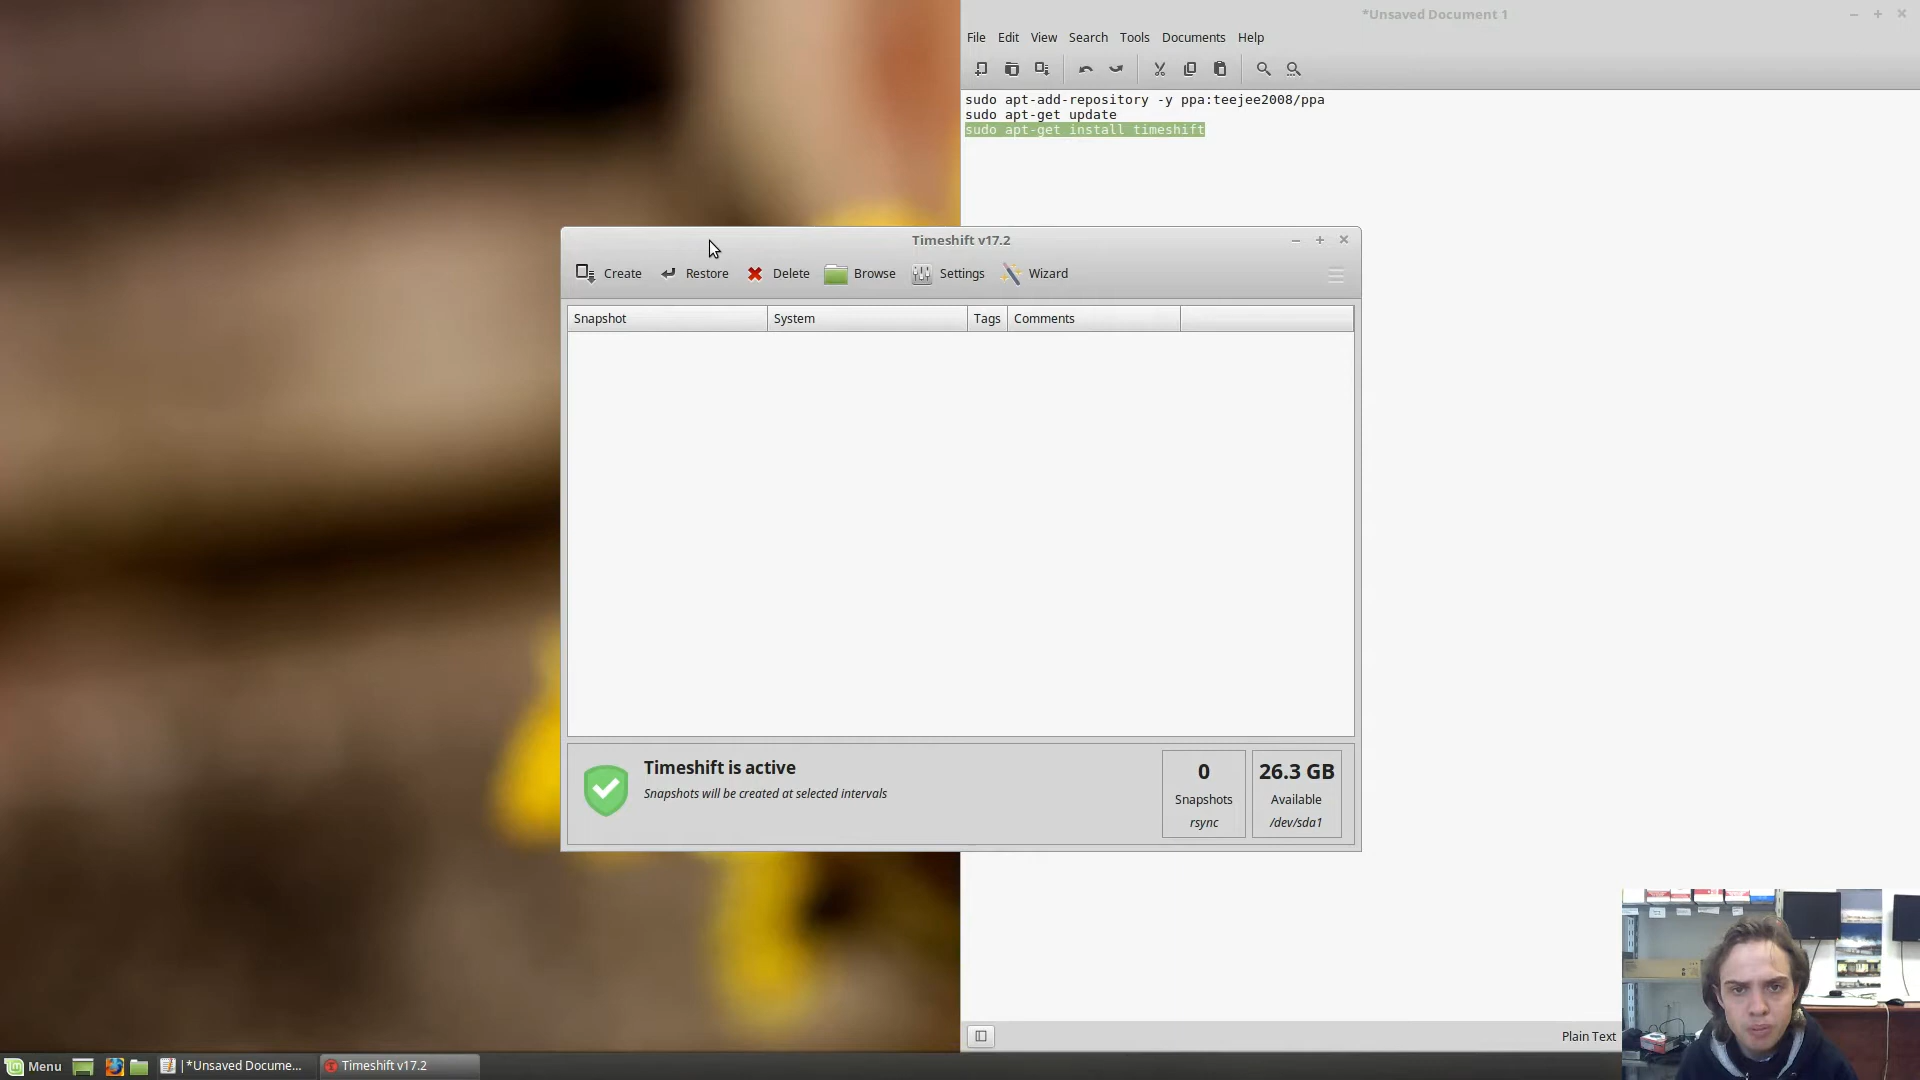 *Unsaved Document 1
File Edit View Search Tools Documents Help
sudo apt-add-repository -y ppa:teejee2008/ppa
sudo apt-get update
sudo apt-get install timeshift
Timeshift v17.2
Create Restore Delete Browse Settings Wizard
Snapshot System Tags Comments
Timeshift is active
Snapshots will be created at selected intervals
0
Snapshots
rsync
26.3 GB
Available
/dev/sda1
Plain Text
Menu
*Unsaved Docume...
Timeshift v17.2